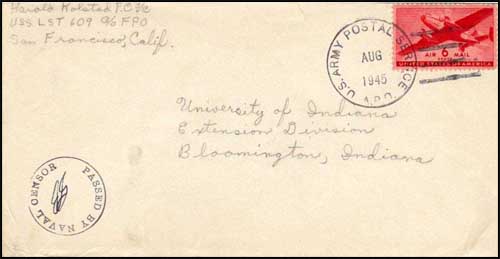 Harold Kolstad F.C. 3/c
USS LST 609 c/o FPO
San Francisco, Calif.
U.S. ARMY POSTAL SERVICE
AUG
1945
A.P.O.
AIR 6¢ MAIL
UNITED STATES OF AMERICA
University of Indiana
Extension Division
Bloomington, Indiana
PASSED BY NAVAL CENSOR